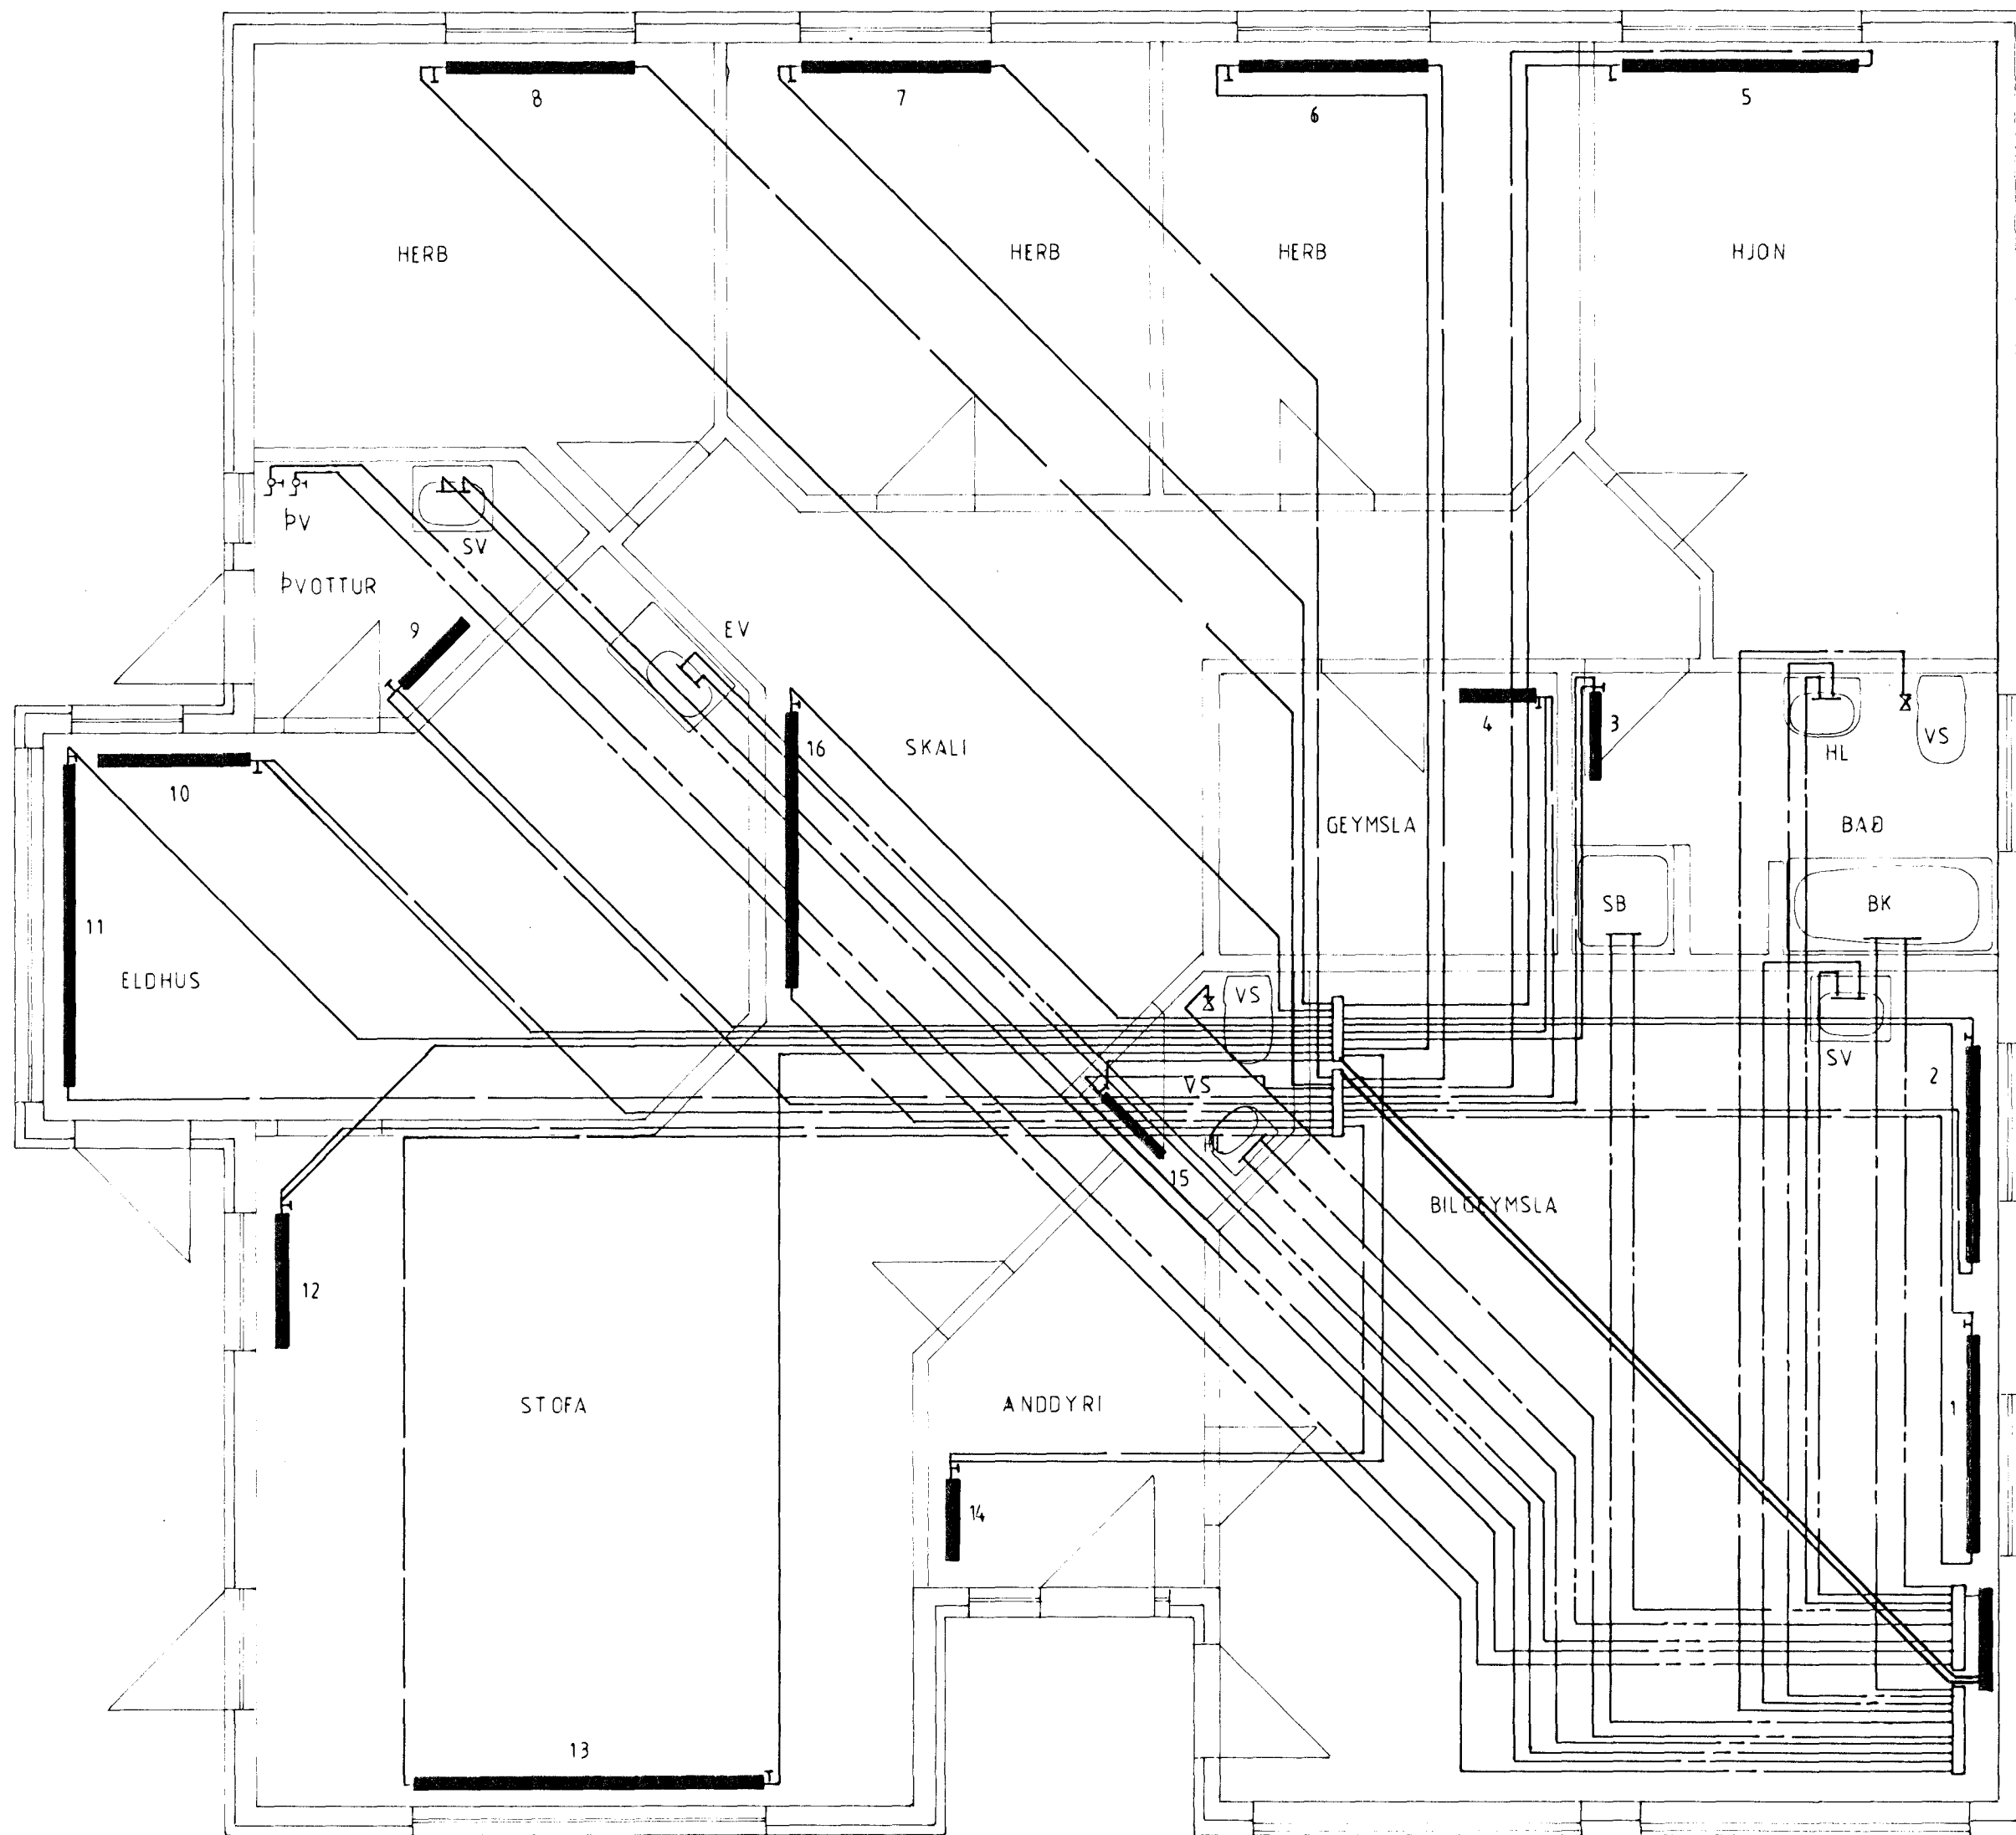 8
7
6
5
HERB
HERB
HERB
HJON
ÞV
SV
ÞVOTTUR
9
EV
16
SKALI
4
3
HL
VS
10
GEYMSLA
BAÐ
11
ELDHUS
SB
BK
VS
SV
2
VS
HL
15
BILGEYMSLA
12
STOFA
ANDDYRI
1
14
13